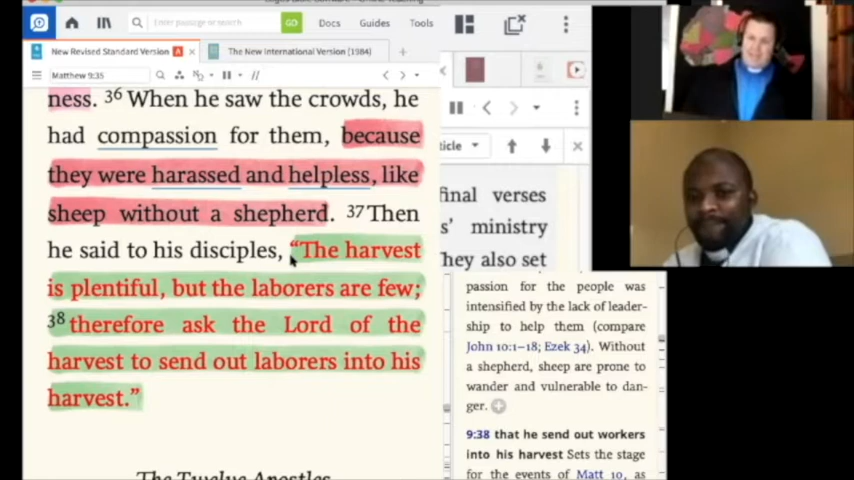 Enter passage or search
GO
Docs
Guides
Tools
New Revised Standard Version A
The New International Version (1984)
Matthew 9:35
ness. 36 When he saw the crowds, he
had compassion for them, because
they were harassed and helpless, like
sheep without a shepherd. 37 Then
he said to his disciples, “The harvest
is plentiful, but the laborers are few;
38 therefore ask the Lord of the
harvest to send out laborers into his
harvest.”
The Twelve Apostles
ticle
final verses
s’ ministry
They also set
passion for the people was
intensified by the lack of leader-
ship to help them (compare
John 10:1–18; Ezek 34). Without
a shepherd, sheep are prone to
wander and vulnerable to dan-
ger.
9:38 that he send out workers
into his harvest Sets the stage
for the events of Matt 10, as